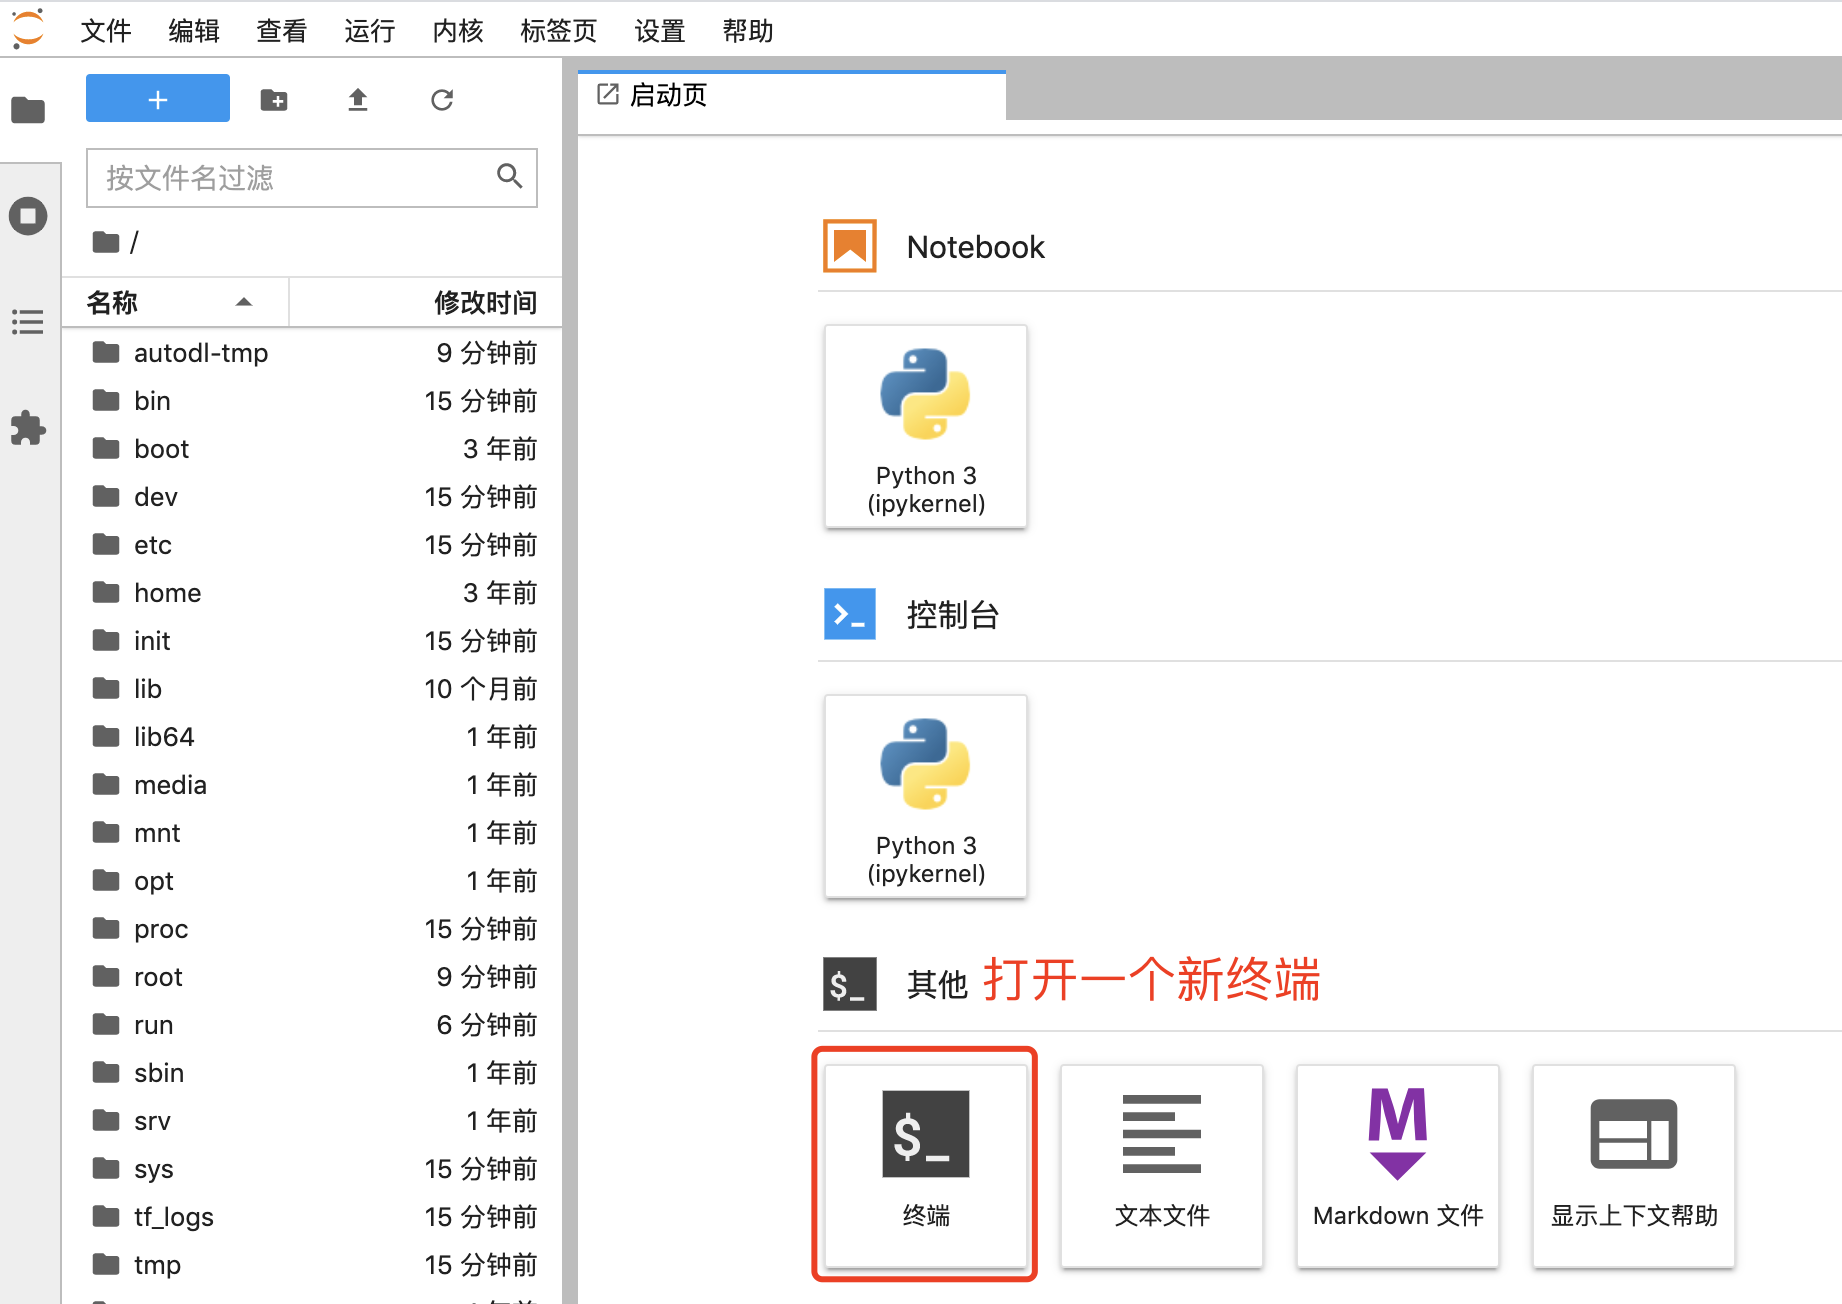 文件 编辑 查看 运行 内核 标签页 设置 帮助
启动页
按文件名过滤
/
名称 修改时间
autodl-tmp 9 分钟前
bin 15 分钟前
boot 3 年前
dev 15 分钟前
etc 15 分钟前
home 3 年前
init 15 分钟前
lib 10 个月前
lib64 1 年前
media 1 年前
mnt 1 年前
opt 1 年前
proc 15 分钟前
root 9 分钟前
run 6 分钟前
sbin 1 年前
srv 1 年前
sys 15 分钟前
tf_logs 15 分钟前
tmp 15 分钟前
Notebook
Python 3
(ipykernel)
控制台
Python 3
(ipykernel)
$_ 其他 打开一个新终端
$_
终端
文本文件
M
Markdown 文件
显示上下文帮助